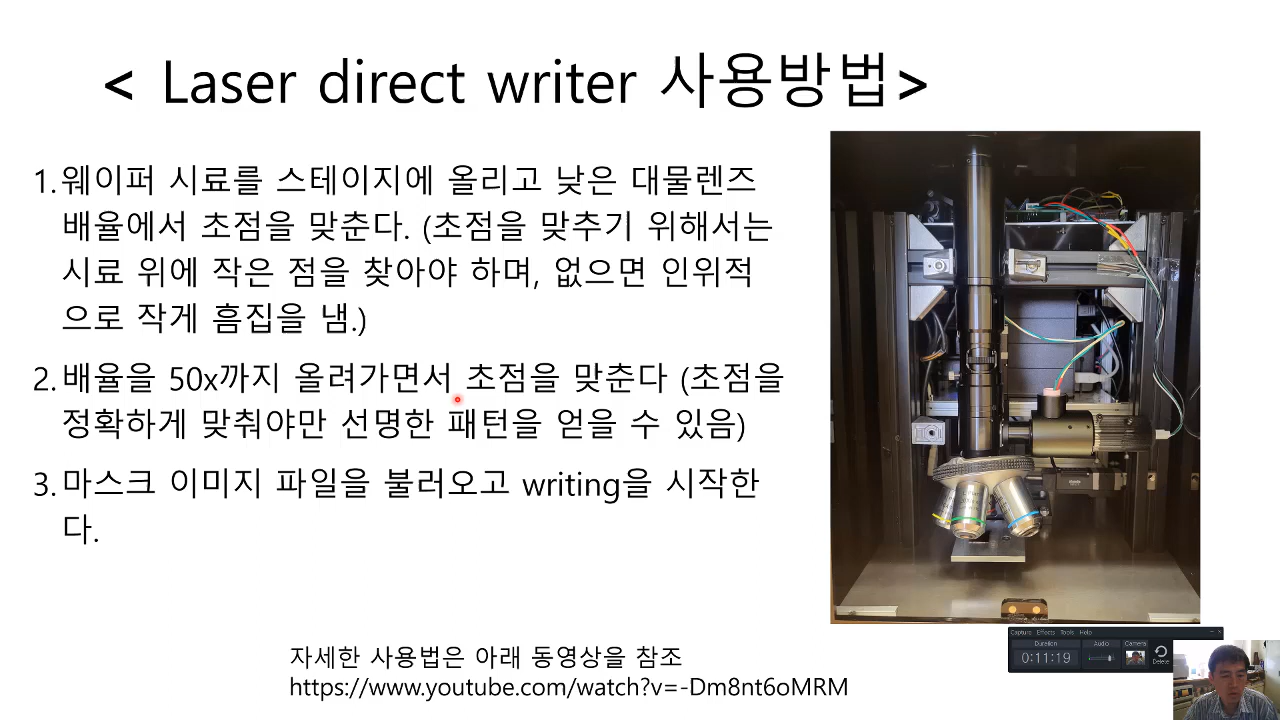 < Laser direct writer 사용방법>
1. 웨이퍼 시료를 스테이지에 올리고 낮은 대물렌즈
배율에서 초점을 맞춘다. (초점을 맞추기 위해서는
시료 위에 작은 점을 찾아야 하며, 없으면 인위적
으로 작게 흠집을 냄.)
2. 배율을 50x까지 올려가면서 초점을 맞춘다 (초점을
정확하게 맞춰야만 선명한 패턴을 얻을 수 있음)
3. 마스크 이미지 파일을 불러오고 writing을 시작한
다.
자세한 사용법은 아래 동영상을 참조
https://www.youtube.com/watch?v=-Dm8nt6oMRM
Capture Effects Tools Help
Duration Audio Camera
0:11:19 Delete